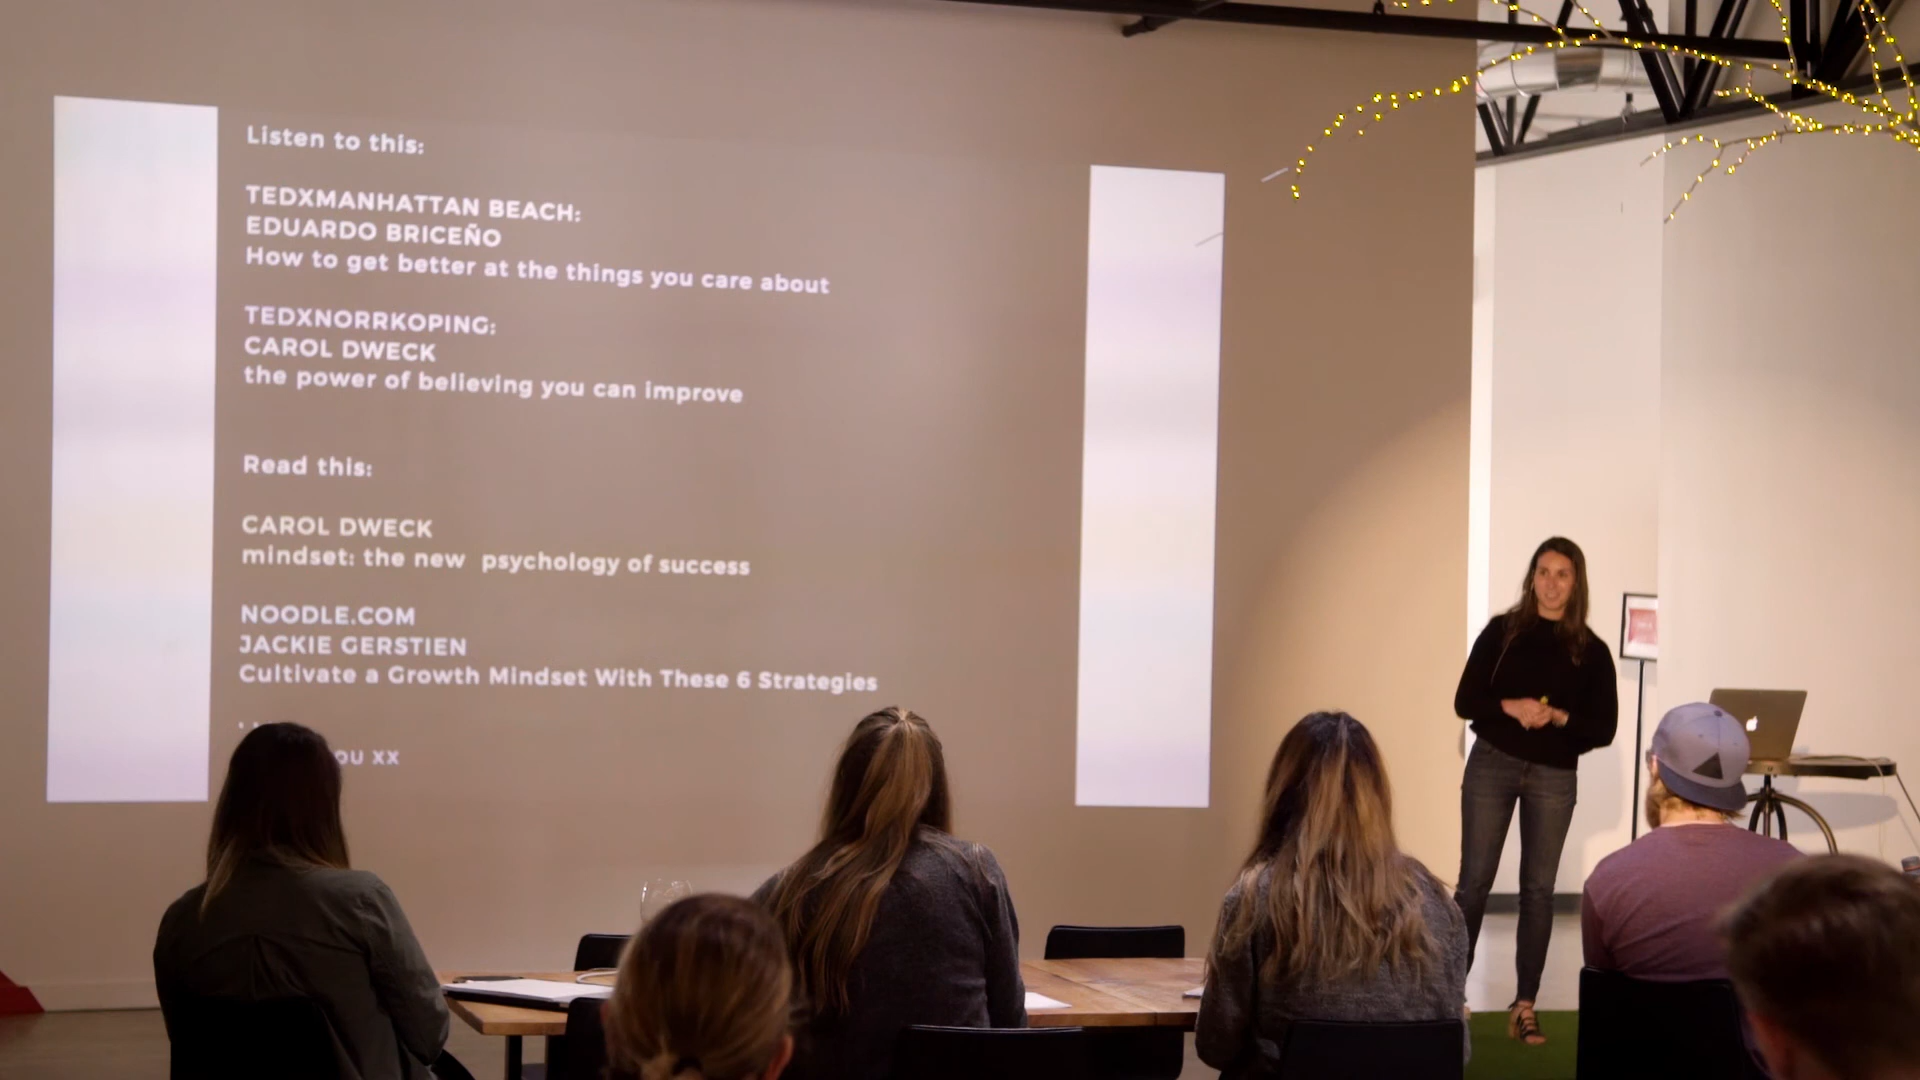 Listen to this:
TEDXMANHATTAN BEACH:
EDUARDO BRICEÑO
How to get better at the things you care about
TEDXNORRKOPING:
CAROL DWECK
the power of believing you can improve
Read this:
CAROL DWECK
mindset: the new psychology of success
NOODLE.COM
JACKIE GERSTIEN
Cultivate a Growth Mindset With These 6 Strategies
XX